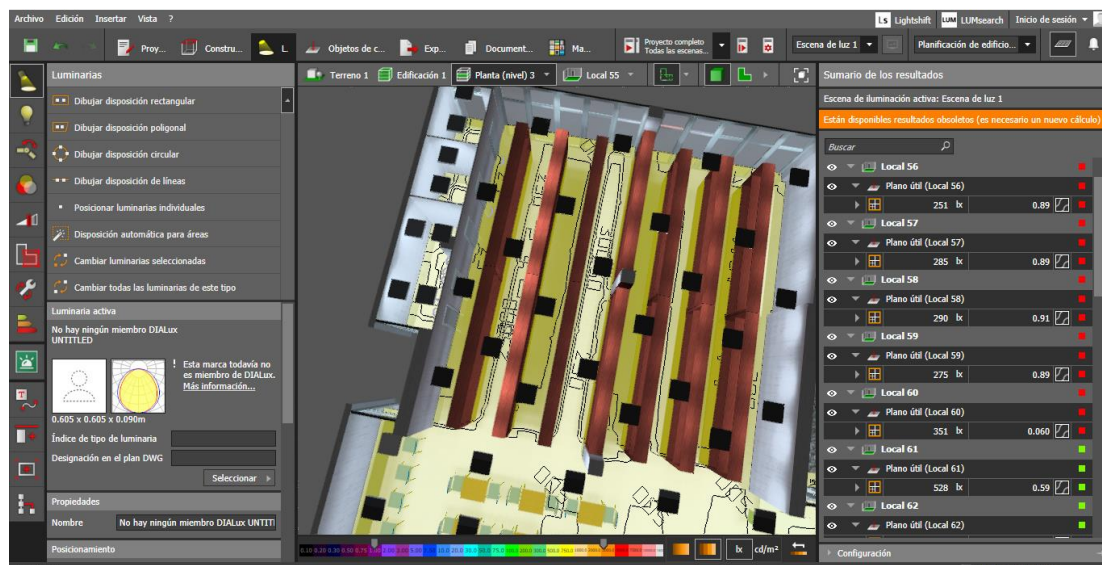 Archivo Edición Insertar Vista ?
Ls Lightshift LUM LUMsearch Inicio de sesión
Proy... Constru... L. Objetos de c... Exp... Document... Ma... Proyecto completo Escena de luz 1 Planificación de edificio...
Todas las escenas...
Luminarias
Terreno 1 Edificación 1 Planta (nivel) 3 Local 55
Dibujar disposición rectangular
Dibujar disposición poligonal
Dibujar disposición circular
Dibujar disposición de líneas
Posicionar luminarias individuales
Disposición automática para áreas
Cambiar luminarias seleccionadas
Cambiar todas las luminarias de este tipo
Luminaria activa
No hay ningún miembro DIALux
UNTITLED
! Esta marca todavía no
es miembro de DIALux.
Más información...
0.605 x 0.605 x 0.090m
Índice de tipo de luminaria
Designación en el plan DWG
Seleccionar
Propiedades
Nombre No hay ningún miembro DIALux UNTIT
Posicionamiento
lx cd/m²
Sumario de los resultados
Escena de iluminación activa: Escena de luz 1
Están disponibles resultados obsoletos (es necesario un nuevo cálculo)
Buscar
Local 56
Plano útil (Local 56)
251 lx 0.89
Local 57
Plano útil (Local 57)
285 lx 0.89
Local 58
Plano útil (Local 58)
290 lx 0.91
Local 59
Plano útil (Local 59)
275 lx 0.89
Local 60
Plano útil (Local 60)
351 lx 0.060
Local 61
Plano útil (Local 61)
528 lx 0.59
Local 62
Plano útil (Local 62)
Configuración